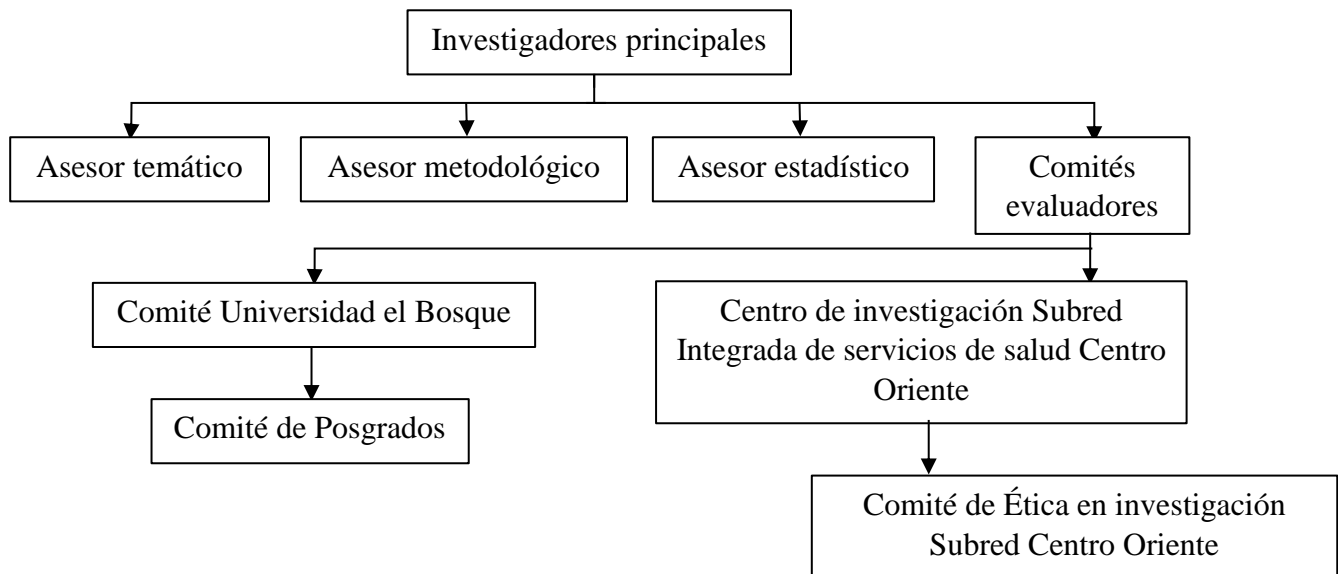 Investigadores principales
Asesor temático
Asesor metodológico
Asesor estadístico
Comités
evaluadores
Comité Universidad el Bosque
Centro de investigación Subred
Integrada de servicios de salud Centro
Oriente
Comité de Posgrados
Comité de Ética en investigación
Subred Centro Oriente